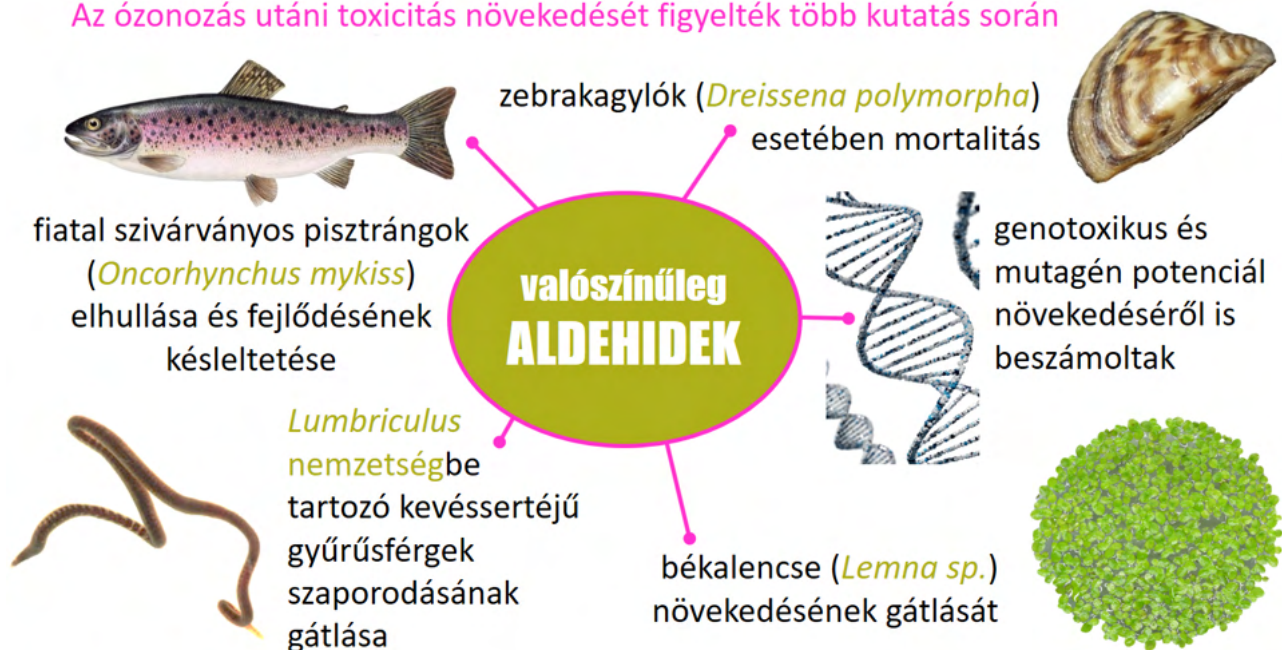 Az ózonozás utáni toxicitás növekedését figyelték több kutatás során
zebrakagylók (Dreissena polymorpha)
esetében mortalitás
fiatal szivárványos pisztrángok
(Oncorhynchus mykiss)
elhullása és fejlődésének
késleltetése
valószínűleg
ALDEHIDEK
genotoxikus és
mutagén potenciál
növekedéséről is
beszámoltak
Lumbriculus
nemzetségbe
tartozó kevéssertéjű
gyűrűsférgek
szaporodásának
gátlása
békalencse (Lemna sp.)
növekedésének gátlását